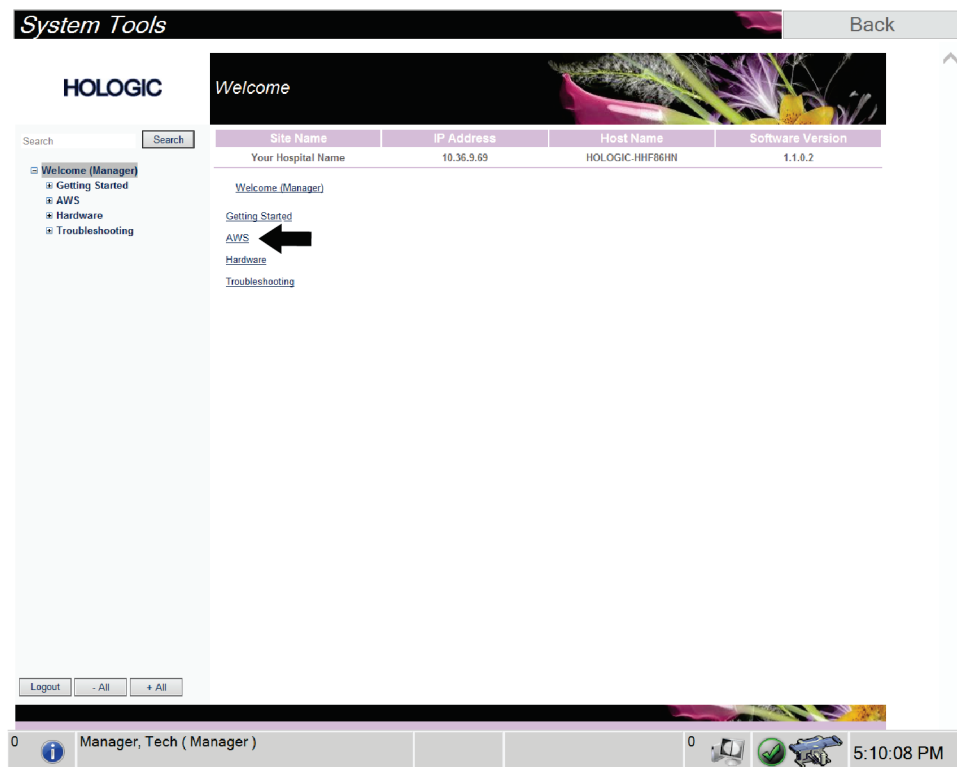 System Tools
Back
HOLOGIC
Welcome
Search
Search
Site Name IP Address Host Name Software Version
Your Hospital Name 10.36.9.69 HOLOGIC-HHF86HN 1.1.0.2
Welcome (Manager)
Getting Started
AWS
Hardware
Troubleshooting
Welcome (Manager)
Getting Started
AWS
Hardware
Troubleshooting
Logout - All + All
0 Manager, Tech ( Manager ) 0 5:10:08 PM